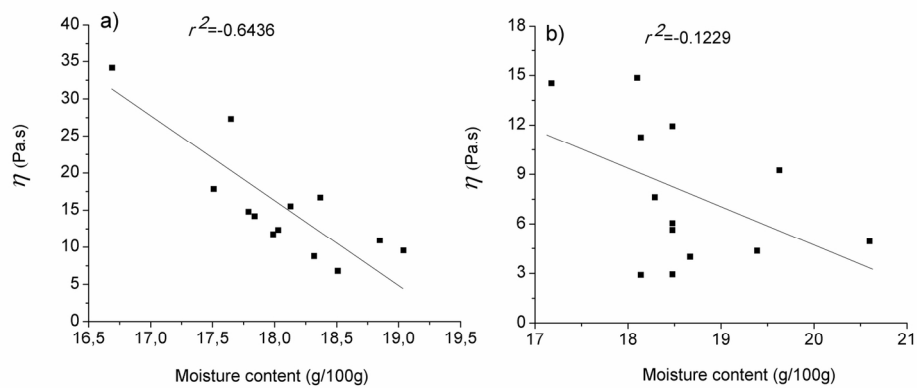 a)
r²=-0.6436
40
35
30
25
20
15
10
5
0
η (Pa.s)
16,5 17,0 17,5 18,0 18,5 19,0 19,5
Moisture content (g/100g)
b)
r²=-0.1229
18
15
12
9
6
3
0
η (Pa.s)
17 18 19 20 21
Moisture content (g/100g)